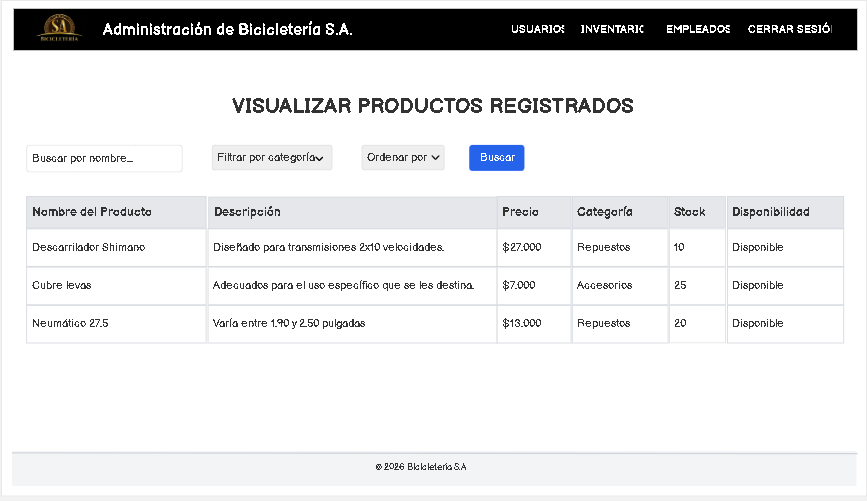 SA
BICICLETERÍA
Administración de Bicicletería S.A.
USUARIOS INVENTARIO EMPLEADOS CERRAR SESIÓ
VISUALIZAR PRODUCTOS REGISTRADOS
Buscar por nombre... Filtrar por categoría Ordenar por Buscar
Nombre del Producto Descripción Precio Categoría Stock Disponibilidad
Descarrilador Shimano Diseñado para transmisiones 2x10 velocidades. $27.000 Repuestos 10 Disponible
Cubre levas Adecuados para el uso específico que se les destina. $7.000 Accesorios 25 Disponible
Neumático 27.5 Varía entre 1.90 y 2.50 pulgadas $13.000 Repuestos 20 Disponible
© 2026 Bicicletería S.A